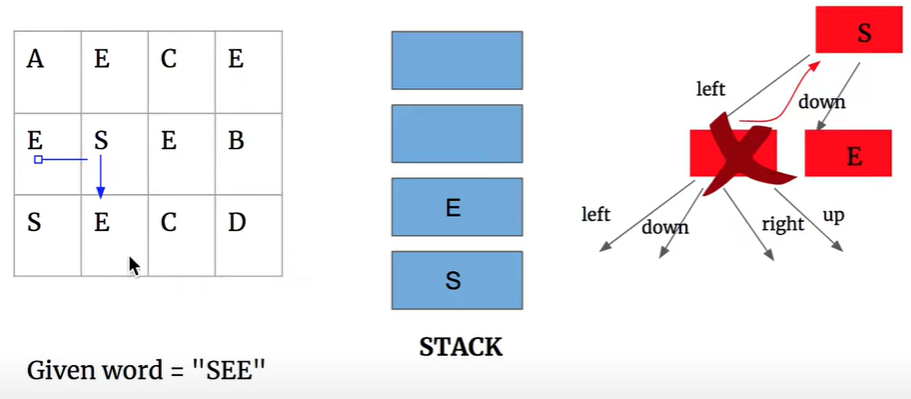 A E C E
E S E B
S E C D
Given word = "SEE"
E
S
STACK
S
left
down
E
left
down
right
up